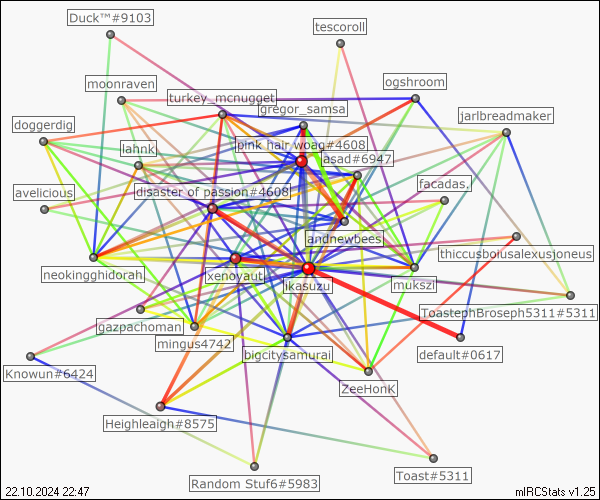 Duck™#9103
tescoroll
moonraven
ogshroom
turkey_mcnugget
gregor_samsa
jarlbreadmaker
doggerdig
lahnk
pink hair woag#4608
asad#6947
avelicious
disaster of passion#4608
facadas,'
andnewbees
thiccusboiusalexusjoneus
neokingghidorah
xenoyaut
ikasuzu
mukszi
gazpachoman
ToastephBroseph5311#5311
mingus4742
bigcitysamurai
default#0617
Knowun#6424
ZeeHonK
Heighleaigh#8575
Random Stuf6#5983
Toast#5311
22.10.2024 22:47
mIRCStats v1.25